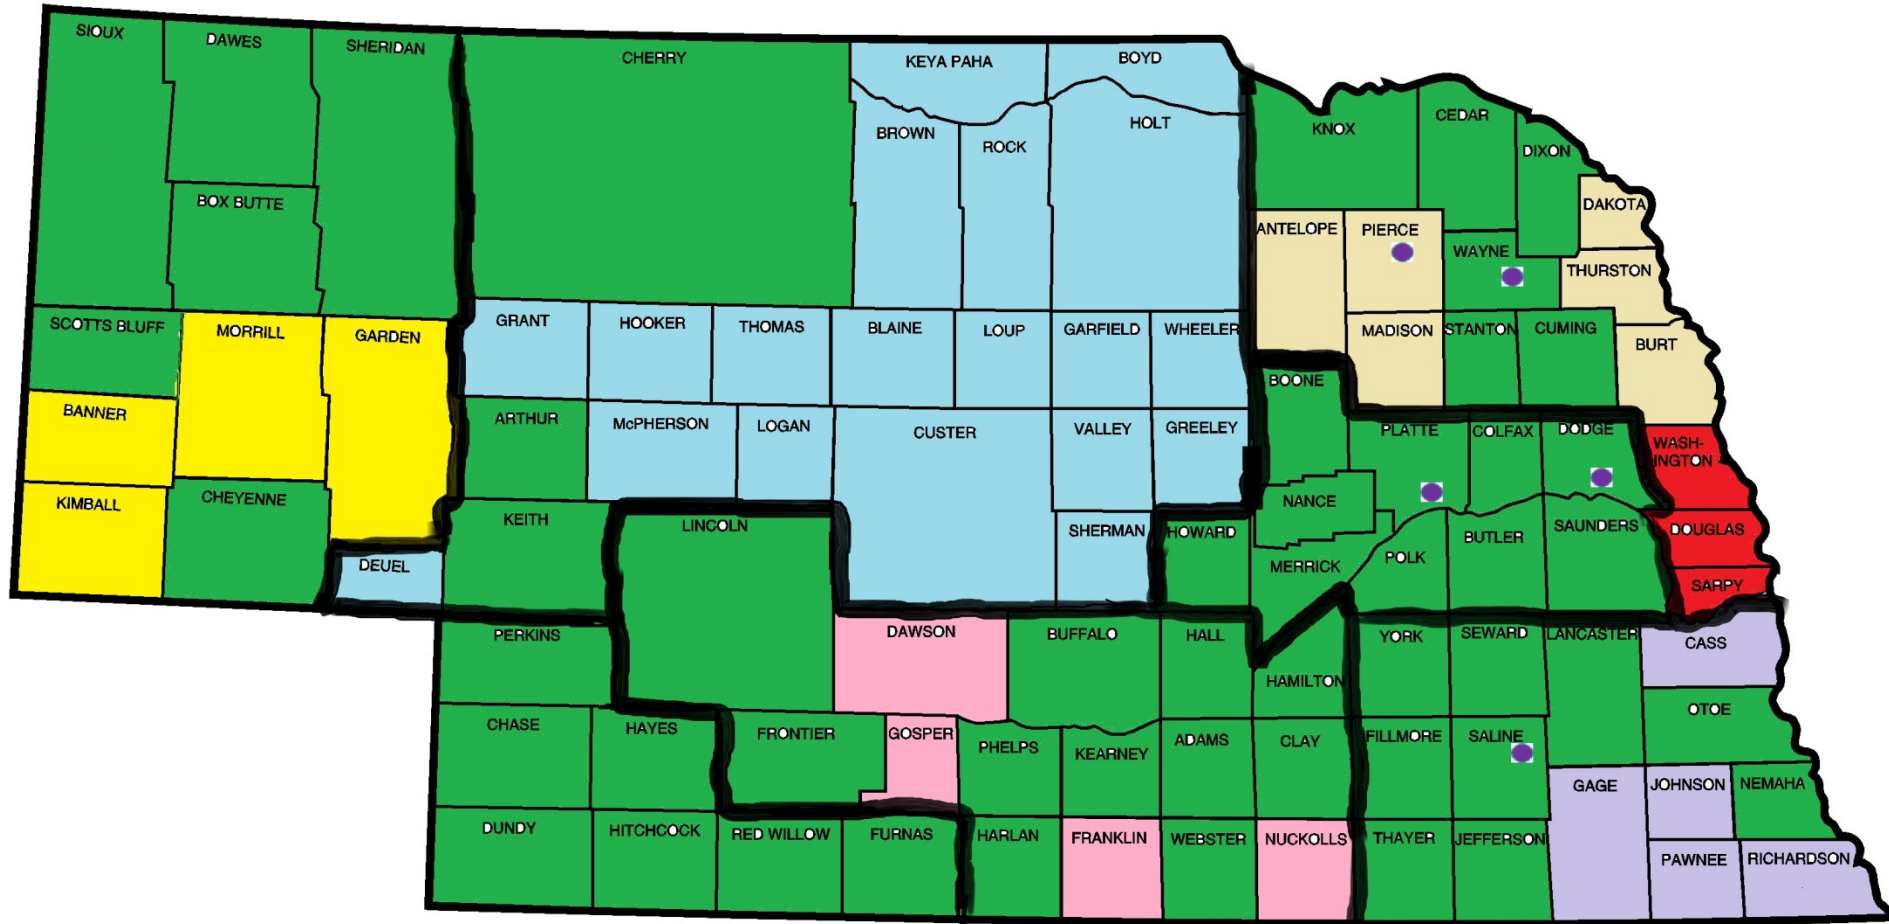 SIOUX
DAWES
SHERIDAN
CHERRY
KEYA PAHA
BOYD
BROWN
ROCK
HOLT
KNOX
CEDAR
DIXON
DAKOTA
BOX BUTTE
ANTELOPE
PIERCE
WAYNE
THURSTON
SCOTTS BLUFF
MORRILL
GARDEN
GRANT
HOOKER
THOMAS
BLAINE
LOUP
GARFIELD
WHEELER
MADISON
STANTON
CUMING
BURT
BANNER
BOONE
ARTHUR
McPHERSON
LOGAN
CUSTER
VALLEY
GREELEY
PLATTE
COLFAX
DODGE
WASH-
INGTON
KIMBALL
CHEYENNE
KEITH
LINCOLN
SHERMAN
HOWARD
NANCE
MERRICK
POLK
BUTLER
SAUNDERS
DOUGLAS
DEUEL
SARPY
PERKINS
DAWSON
BUFFALO
HALL
HAMILTON
YORK
SEWARD
LANCASTER
CASS
CHASE
HAYES
FRONTIER
GOSPER
PHELPS
KEARNEY
ADAMS
CLAY
FILLMORE
SALINE
OTOE
GAGE
JOHNSON
NEMAHA
DUNDY
HITCHCOCK
RED WILLOW
FURNAS
HARLAN
FRANKLIN
WEBSTER
NUCKOLLS
THAYER
JEFFERSON
PAWNEE
RICHARDSON